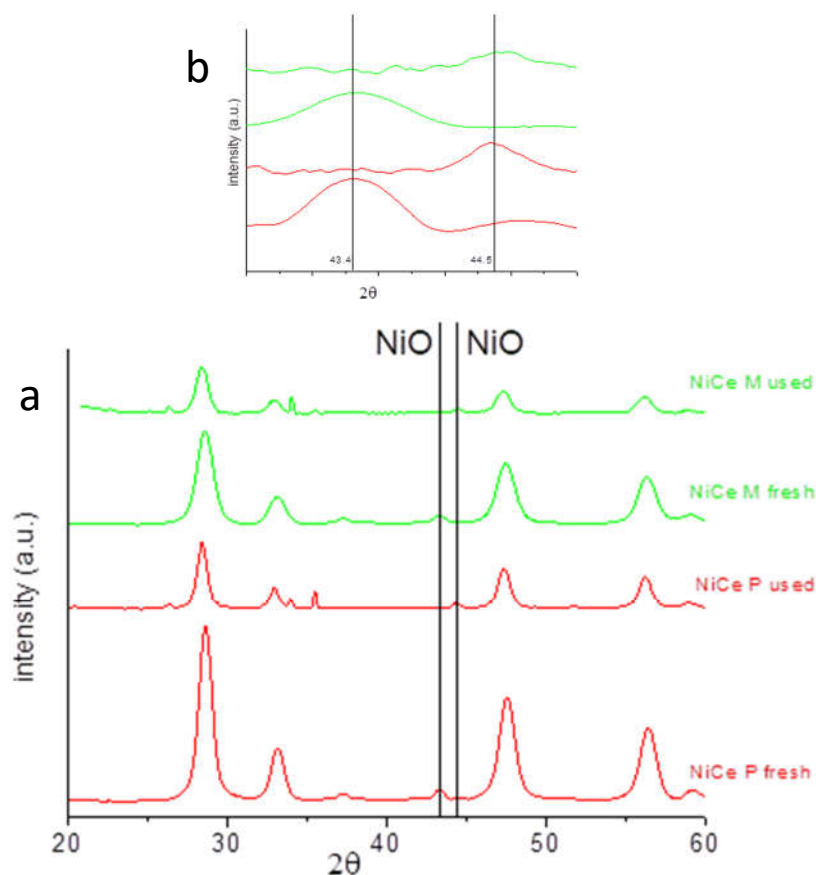 b
intensity (a.u.)
43.4
44.5
2θ
NiO
NiO
a
NiCe M used
NiCe M fresh
NiCe P used
NiCe P fresh
intensity (a.u.)
20
30
40
50
60
2θ